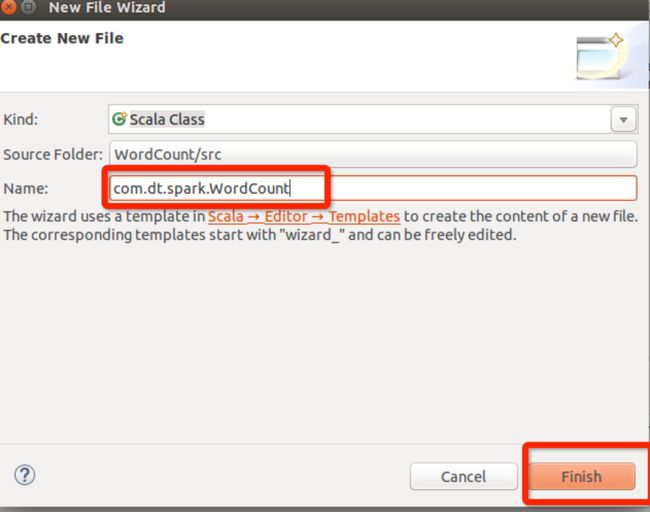 New File Wizard
Create New File
Kind: Scala Class
Source Folder: WordCount/src
Name: com.dt.spark.WordCount
The wizard uses a template in Scala → Editor → Templates to create the content of a new file.
The corresponding templates start with "wizard_" and can be freely edited.
? Cancel Finish